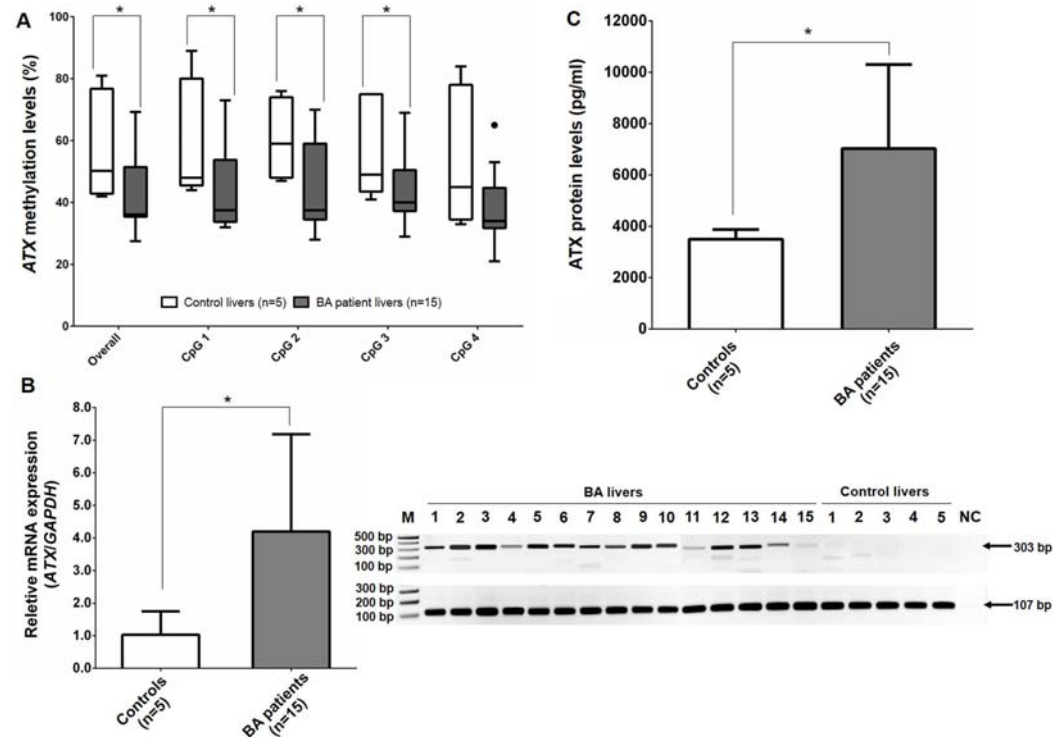 A
ATX methylation levels (%)
100
80
60
40
20
0
* * * *
Control livers (n=5) BA patient livers (n=15)
Overall CpG 1 CpG 2 CpG 3 CpG 4
C
ATX protein levels (pg/ml)
12000
10000
8000
6000
4000
2000
0
*
Controls
(n=5)
BA patients
(n=15)
B
Reletive mRNA expression
(ATX/GAPDH)
8.0
7.0
6.0
5.0
4.0
2.0
1.0
0.0
*
Controls
(n=5)
BA patients
(n=15)
BA livers Control livers
M 1 2 3 4 5 6 7 8 9 10 11 12 13 14 15 1 2 3 4 5 NC
500 bp
300 bp
100 bp
303 bp
300 bp
200 bp
100 bp
107 bp